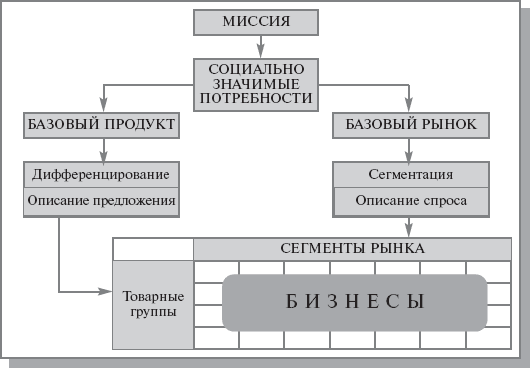 МИССИЯ
СОЦИАЛЬНО
ЗНАЧИМЫЕ
ПОТРЕБНОСТИ
БАЗОВЫЙ ПРОДУКТ
БАЗОВЫЙ РЫНОК
Дифференцирование
Описание предложения
Сегментация
Описание спроса
СЕГМЕНТЫ РЫНКА
Товарные
группы
БИЗНЕСЫ